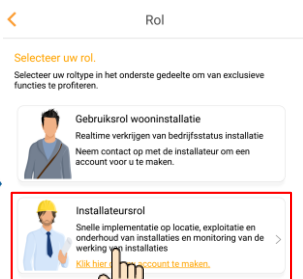 Rol
Selecteer uw rol.
Selecteer uw roltype in het onderste gedeelte om van exclusieve
functies te profiteren.
Gebruiksrol wooninstallatie
Realtime verkrijgen van bedrijfsstatus installatie
Neem contact op met de installateur om een
account voor u te maken.
Installateursrol
Snelle implementatie op locatie, exploitatie en
onderhoud van installaties en monitoring van de
werking van installaties
Klik hier account te maken.